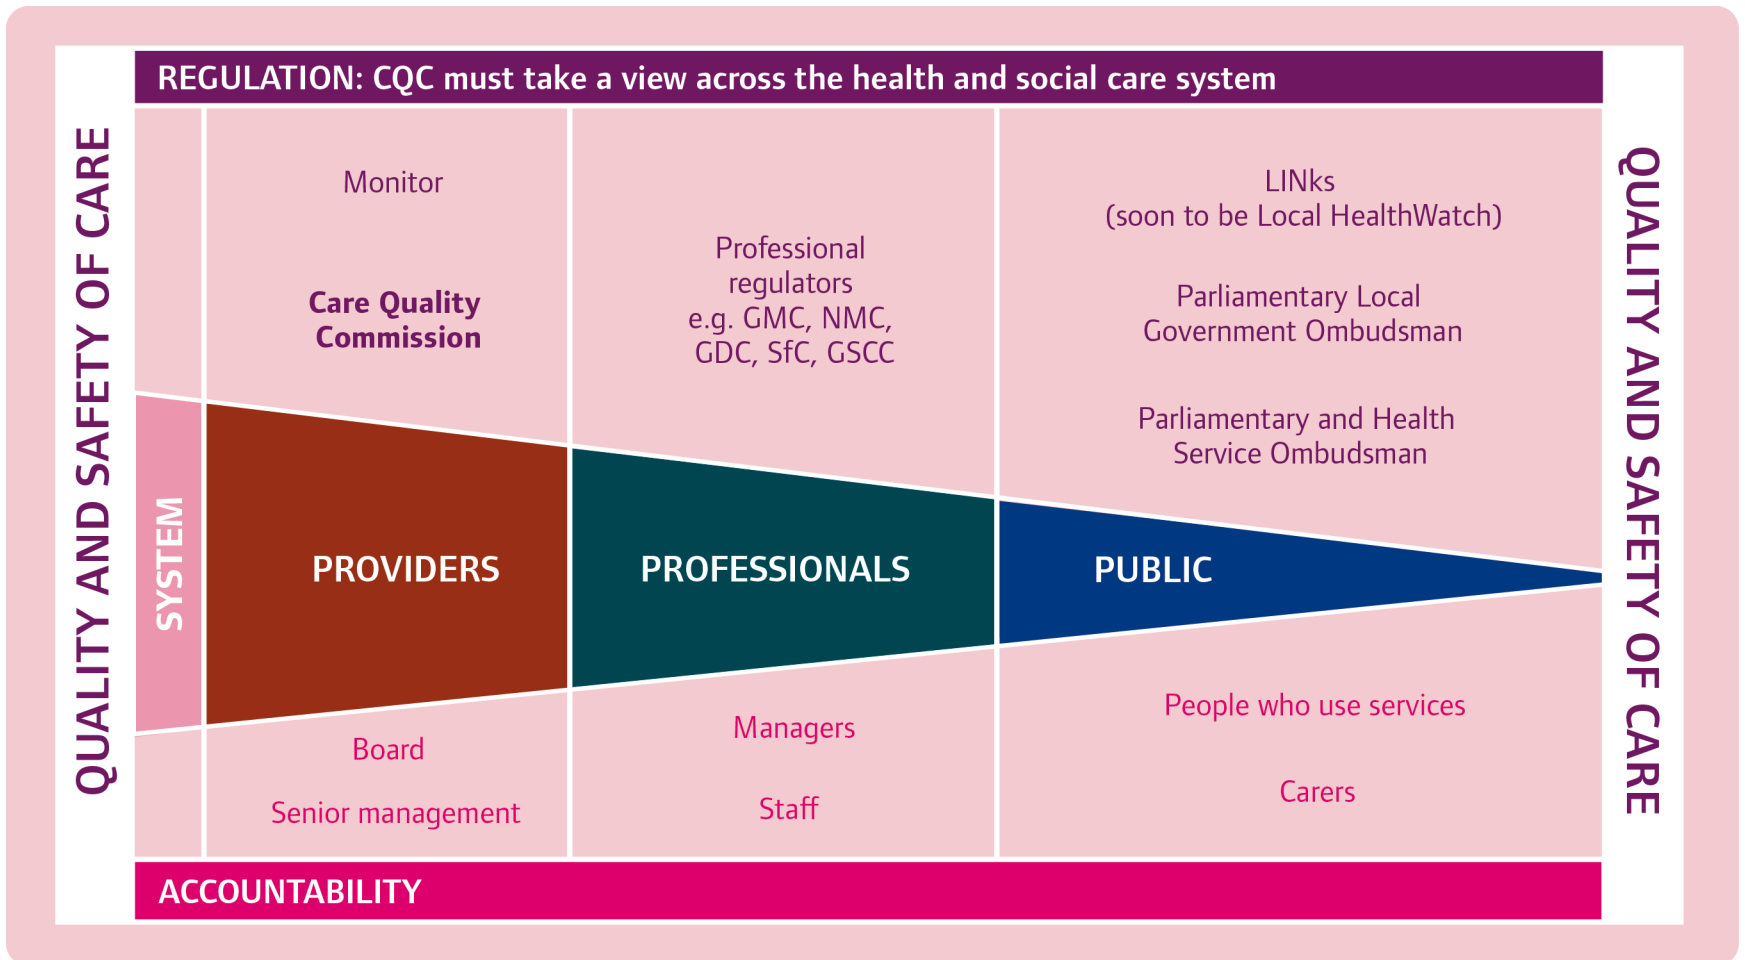 REGULATION: CQC must take a view across the health and social care system
QUALITY AND SAFETY OF CARE
Monitor
Care Quality
Commission
Professional
regulators
e.g. GMC, NMC,
GDC, SfC, GSCC
LINks
(soon to be Local HealthWatch)
Parliamentary Local
Government Ombudsman
Parliamentary and Health
Service Ombudsman
SYSTEM
PROVIDERS
PROFESSIONALS
PUBLIC
Board
Senior management
Managers
Staff
People who use services
Carers
QUALITY AND SAFETY OF CARE
ACCOUNTABILITY